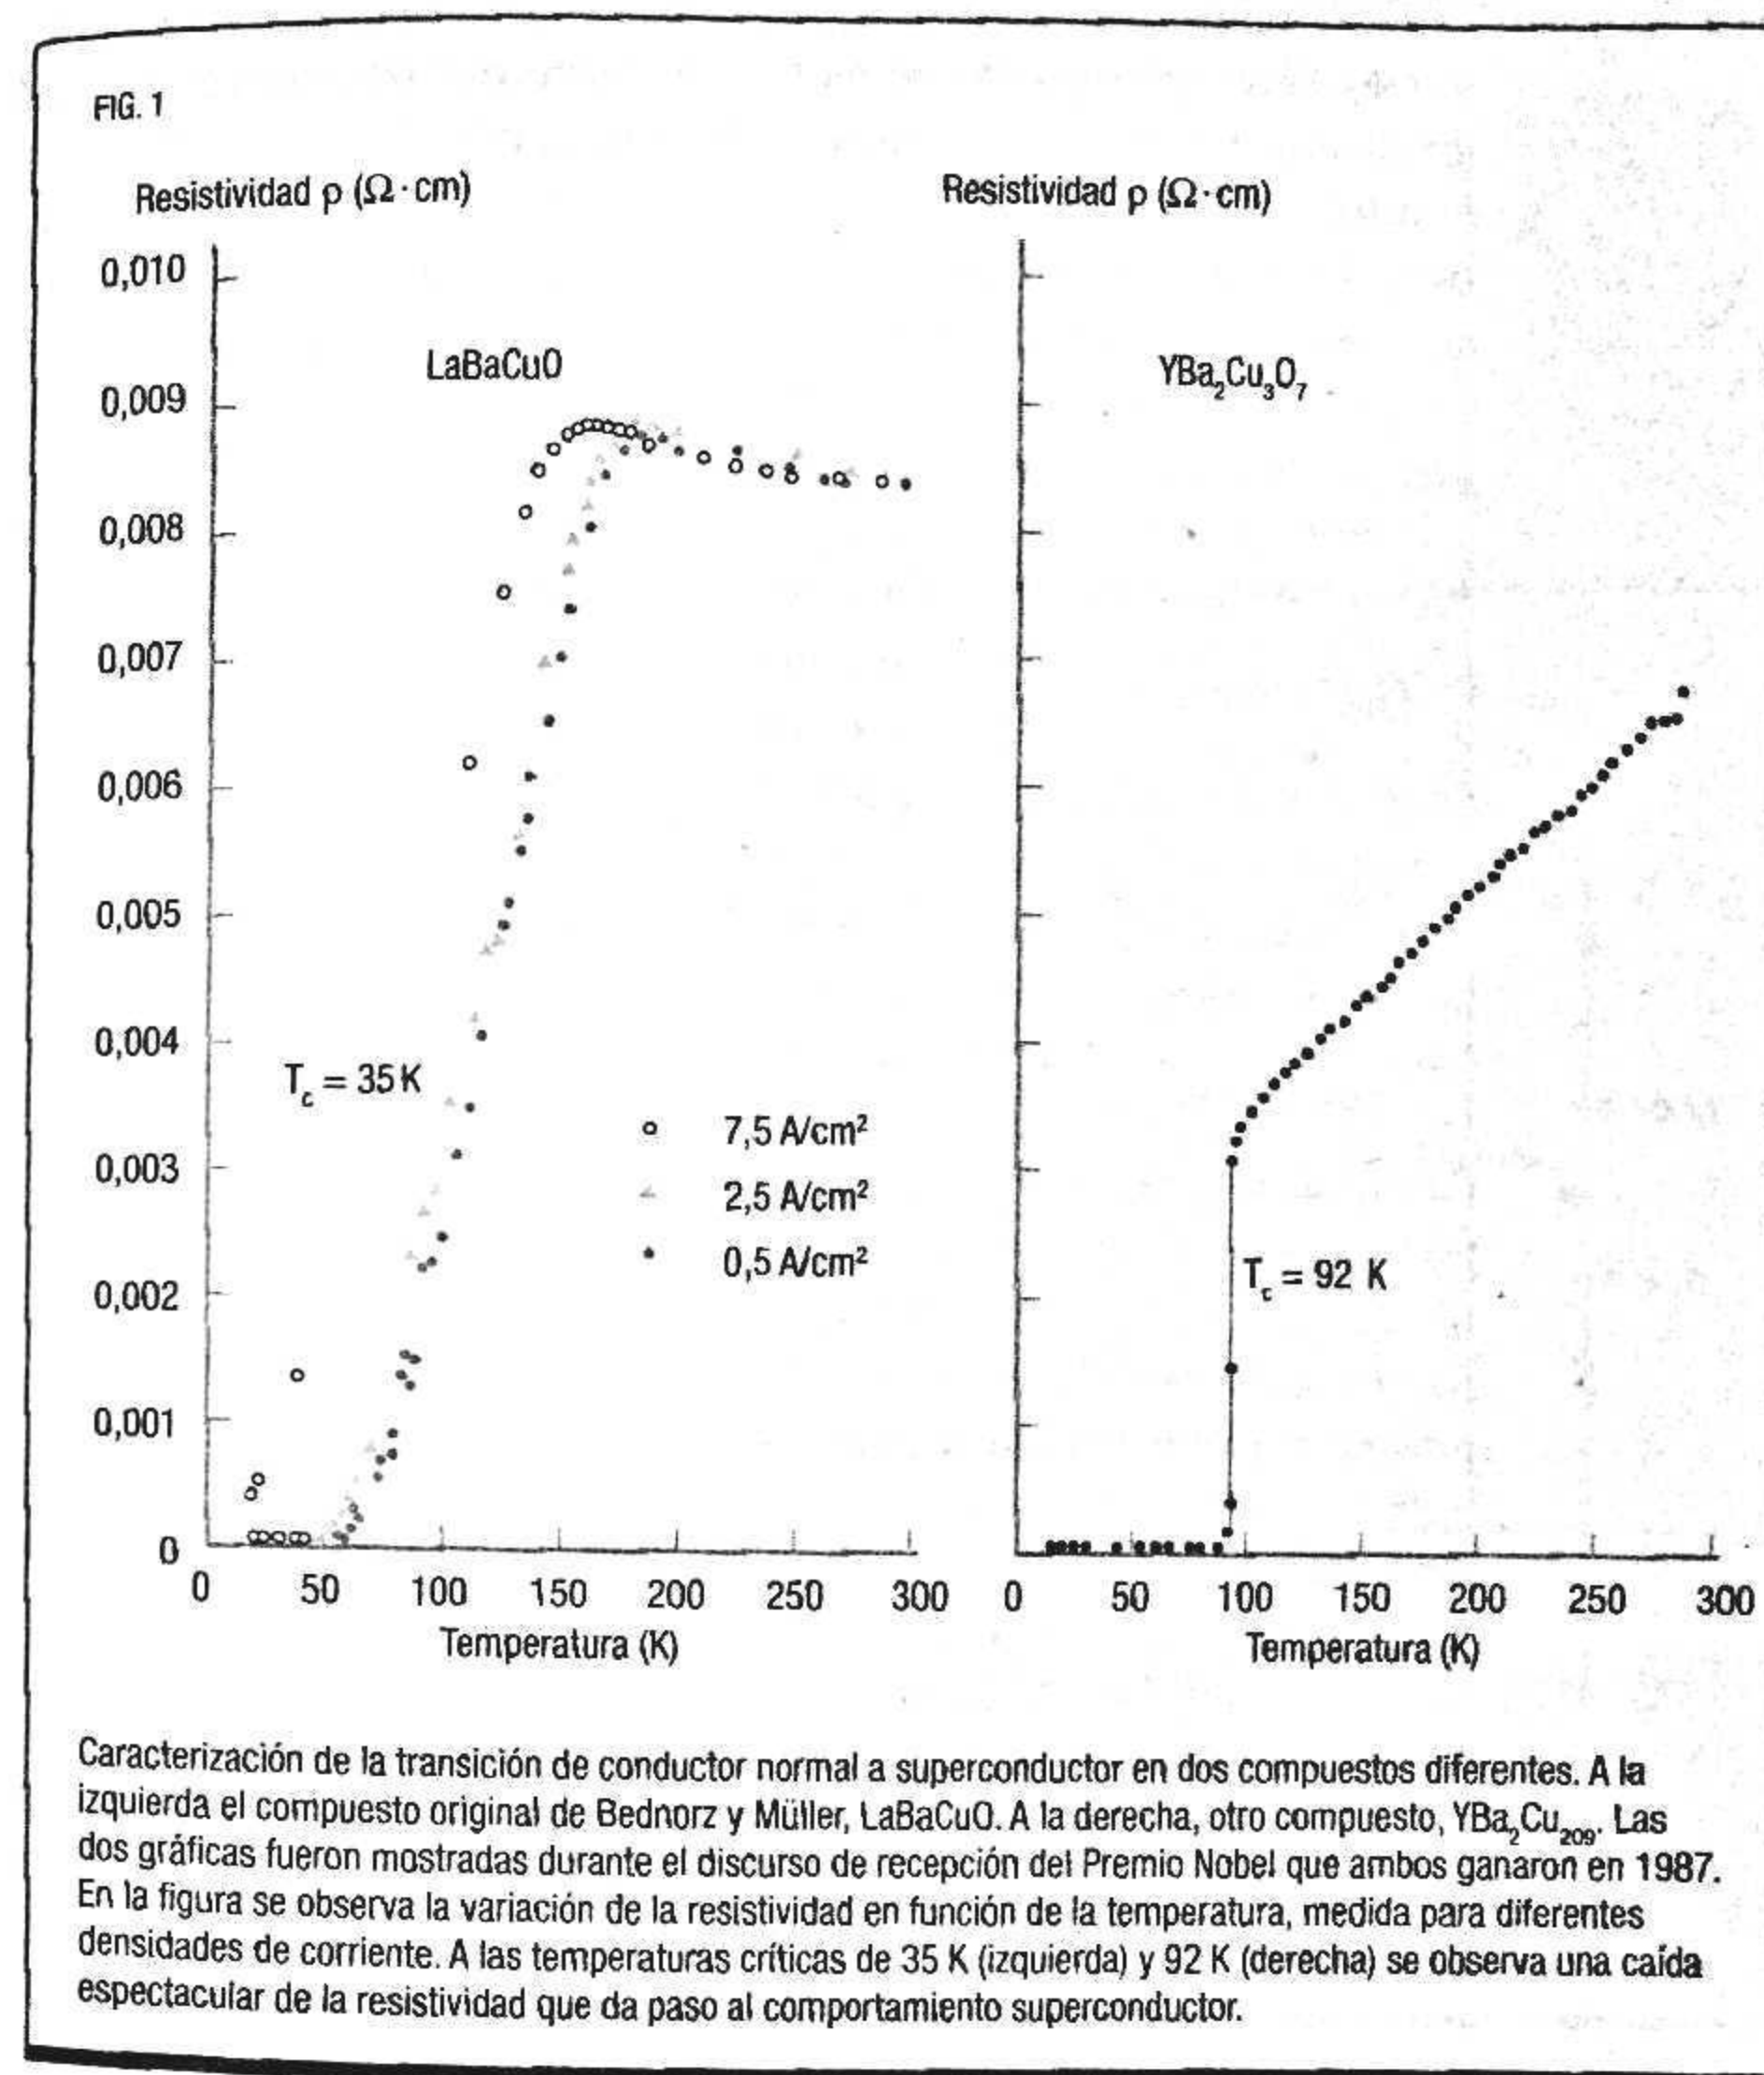 FIG. 1
Resistividad ρ (Ω · cm)
0,010
0,009
0,008
0,007
0,006
0,005
0,004
0,003
0,002
0,001
0
LaBaCuO
T꜀ = 35 K
7,5 A/cm²
2,5 A/cm²
0,5 A/cm²
0 50 100 150 200 250 300
Temperatura (K)
Resistividad ρ (Ω · cm)
YBa₂Cu₃O₇
T꜀ = 92 K
0 50 100 150 200 250 300
Temperatura (K)
Caracterización de la transición de conductor normal a superconductor en dos compuestos diferentes. A la
izquierda el compuesto original de Bednorz y Müller, LaBaCuO. A la derecha, otro compuesto, YBa₂Cu₂₀₉. Las
dos gráficas fueron mostradas durante el discurso de recepción del Premio Nobel que ambos ganaron en 1987.
En la figura se observa la variación de la resistividad en función de la temperatura, medida para diferentes
densidades de corriente. A las temperaturas críticas de 35 K (izquierda) y 92 K (derecha) se observa una caída
espectacular de la resistividad que da paso al comportamiento superconductor.